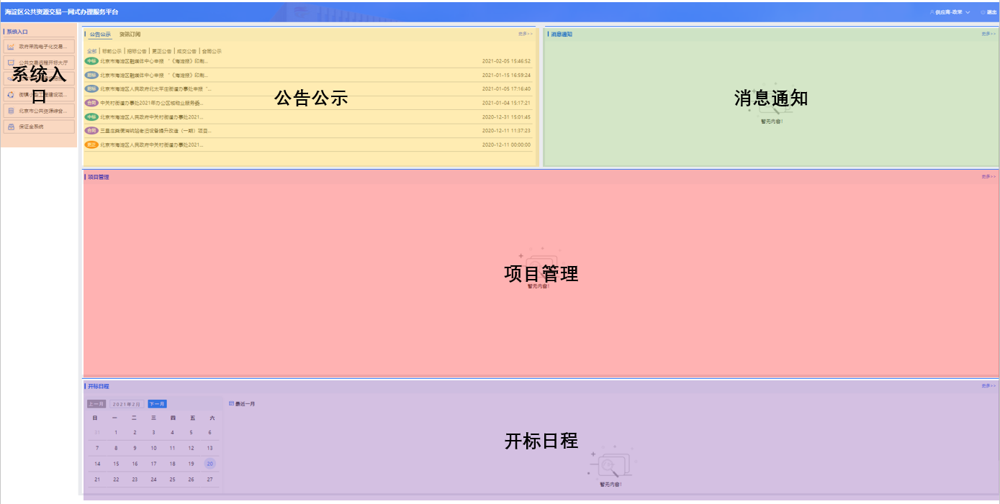 海淀区公共资源交易一网式办理服务平台
供应商-政采
退出
系统入口
政府采购电子化交易...
公共交易远程开标大厅
系统入口
街镇小型工程建设项...
北京市公共资源综合...
保证金系统
公告公示 资讯订阅 更多>>
全部 | 标前公示 | 招标公告 | 更正公告 | 成交公告 | 合同公示
中标 北京市海淀区融媒体中心申报“《海淀报》印刷... 2021-02-05 15:46:52
招标 北京市海淀区融媒体中心申报“《海淀报》印刷... 2021-01-15 16:59:24
招标 北京市海淀区人民政府北太平庄街道办事处申报“... 2021-01-05 17:16:40
合同 中关村街道办事处2021年办公区域物业服务委... 2021-01-04 15:17:21
中标 北京市海淀区人民政府中关村街道办事处2021... 2020-12-31 15:01:45
合同 三星庄粪便消纳站老旧设备提升改造（一期）项目... 2020-12-11 11:37:23
更正 北京市海淀区人民政府中关村街道办事处2021... 2020-12-11 00:00:00
公告公示
消息通知 更多>>
消息通知
暂无内容!
项目管理 更多>>
项目管理
暂无内容!
开标日程 更多>>
上一月 2021年2月 下一月
日 一 二 三 四 五 六
31 1 2 3 4 5 6
7 8 9 10 11 12 13
14 15 16 17 18 19 20
21 22 23 24 25 26 27
最近一月
开标日程
暂无内容!